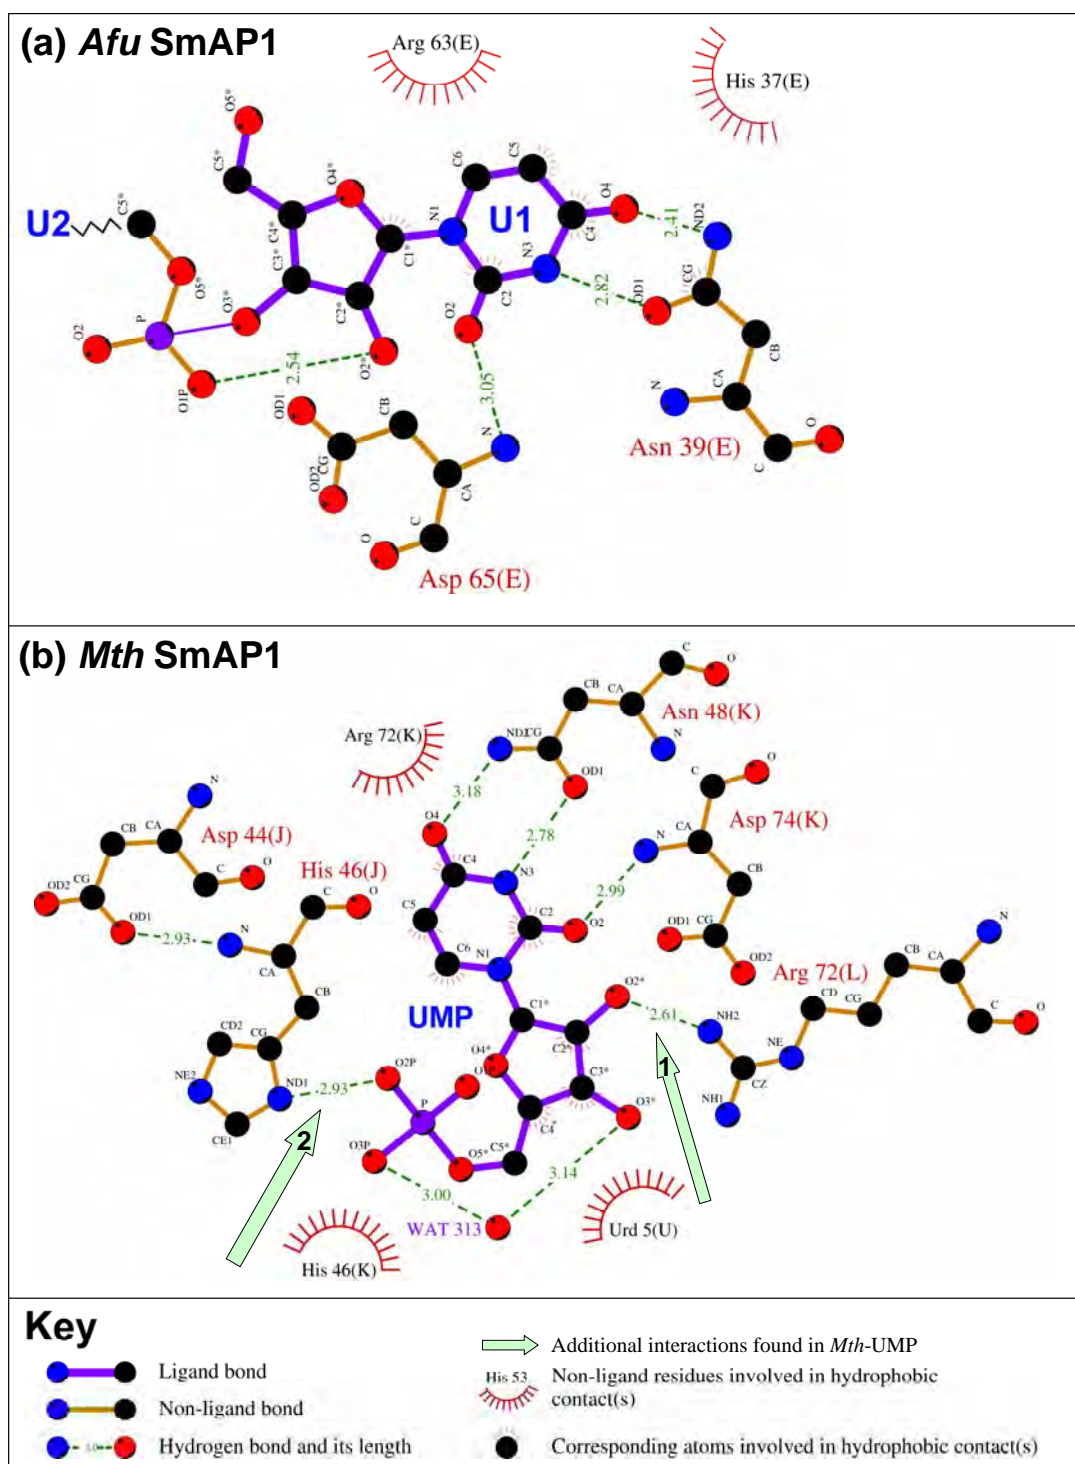 (a) Afu SmAP1
Arg 63(E)
His 37(E)
O5*
C5*
O4*
C6
C5
O4
N1
U1
C4
ND2
2.41
U2
C5*
C4*
C3*
C1*
N3
CG
O5*
O3*
C2*
C2
2.82
OD1
O2
P
O2
CB
O1P
2.54
O2*
3.05
N
CA
O
OD1
CB
N
Asn 39(E)
C
OD2
CG
CA
O
C
Asp 65(E)
(b) Mth SmAP1
C
O
CB
CA
Asn 48(K)
Arg 72(K)
ND2
CG
N
OD1
C
O
N
3.18
CB
CA
Asp 44(J)
O4
2.78
Asp 74(K)
CA
N
C
O
His 46(J)
C4
N3
CB
CG
OD2
C
O
C5
C2
2.99
OD1
2.93
N
O2
OD1
CG
N
CA
C6
N1
OD2
CB
CA
Arg 72(L)
CB
UMP
O2*
CD
CG
C
O
CD2
CG
C1*
2.61
NH2
NE
O4*
C2*
NE2
ND1
2.93
O2P
O1P
C3*
1
CZ
CE1
P
C4*
O3*
NH1
2
O3P
O5*
C5*
3.00
3.14
WAT 313
Urd 5(U)
His 46(K)
Key
Ligand bond
Non-ligand bond
3.0
Hydrogen bond and its length
Additional interactions found in Mth-UMP
His 53
Non-ligand residues involved in hydrophobic
contact(s)
Corresponding atoms involved in hydrophobic contact(s)